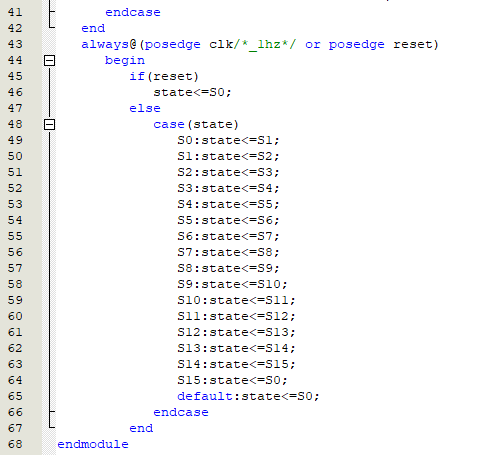 41 endcase
42 end
43 always@(posedge clk/*_1hz*/ or posedge reset)
44 begin
45 if(reset)
46 state<=S0;
47 else
48 case(state)
49 S0:state<=S1;
50 S1:state<=S2;
51 S2:state<=S3;
52 S3:state<=S4;
53 S4:state<=S5;
54 S5:state<=S6;
55 S6:state<=S7;
56 S7:state<=S8;
57 S8:state<=S9;
58 S9:state<=S10;
59 S10:state<=S11;
60 S11:state<=S12;
61 S12:state<=S13;
62 S13:state<=S14;
63 S14:state<=S15;
64 S15:state<=S0;
65 default:state<=S0;
66 endcase
67 end
68 endmodule